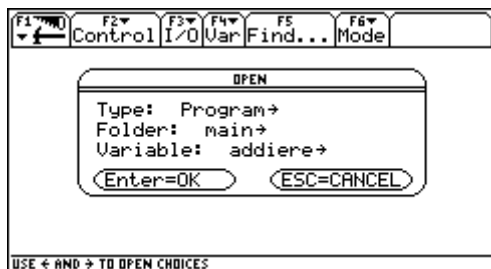 F1 F2 F3 F4 F5 F6
Control I/O Var Find... Mode
OPEN
Type: Program→
Folder: main→
Variable: addiere→
Enter=OK ESC=CANCEL
USE ← AND → TO OPEN CHOICES